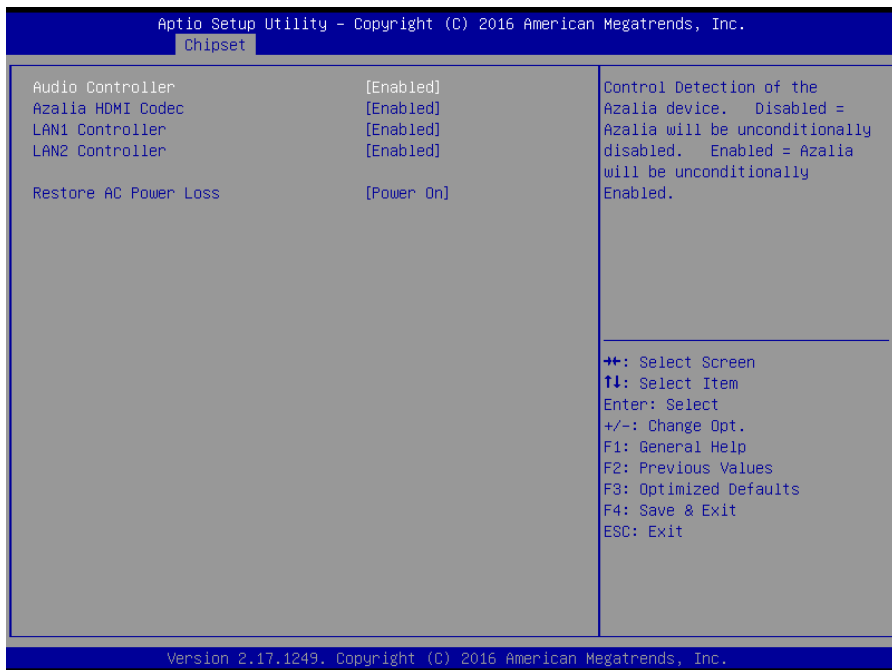 Aptio Setup Utility – Copyright (C) 2016 American Megatrends, Inc.
Chipset
Audio Controller [Enabled]
Azalia HDMI Codec [Enabled]
LAN1 Controller [Enabled]
LAN2 Controller [Enabled]
Restore AC Power Loss [Power On]
Control Detection of the
Azalia device. Disabled =
Azalia will be unconditionally
disabled. Enabled = Azalia
will be unconditionally
Enabled.
→←: Select Screen
↑↓: Select Item
Enter: Select
+/-: Change Opt.
F1: General Help
F2: Previous Values
F3: Optimized Defaults
F4: Save & Exit
ESC: Exit
Version 2.17.1249. Copyright (C) 2016 American Megatrends, Inc.